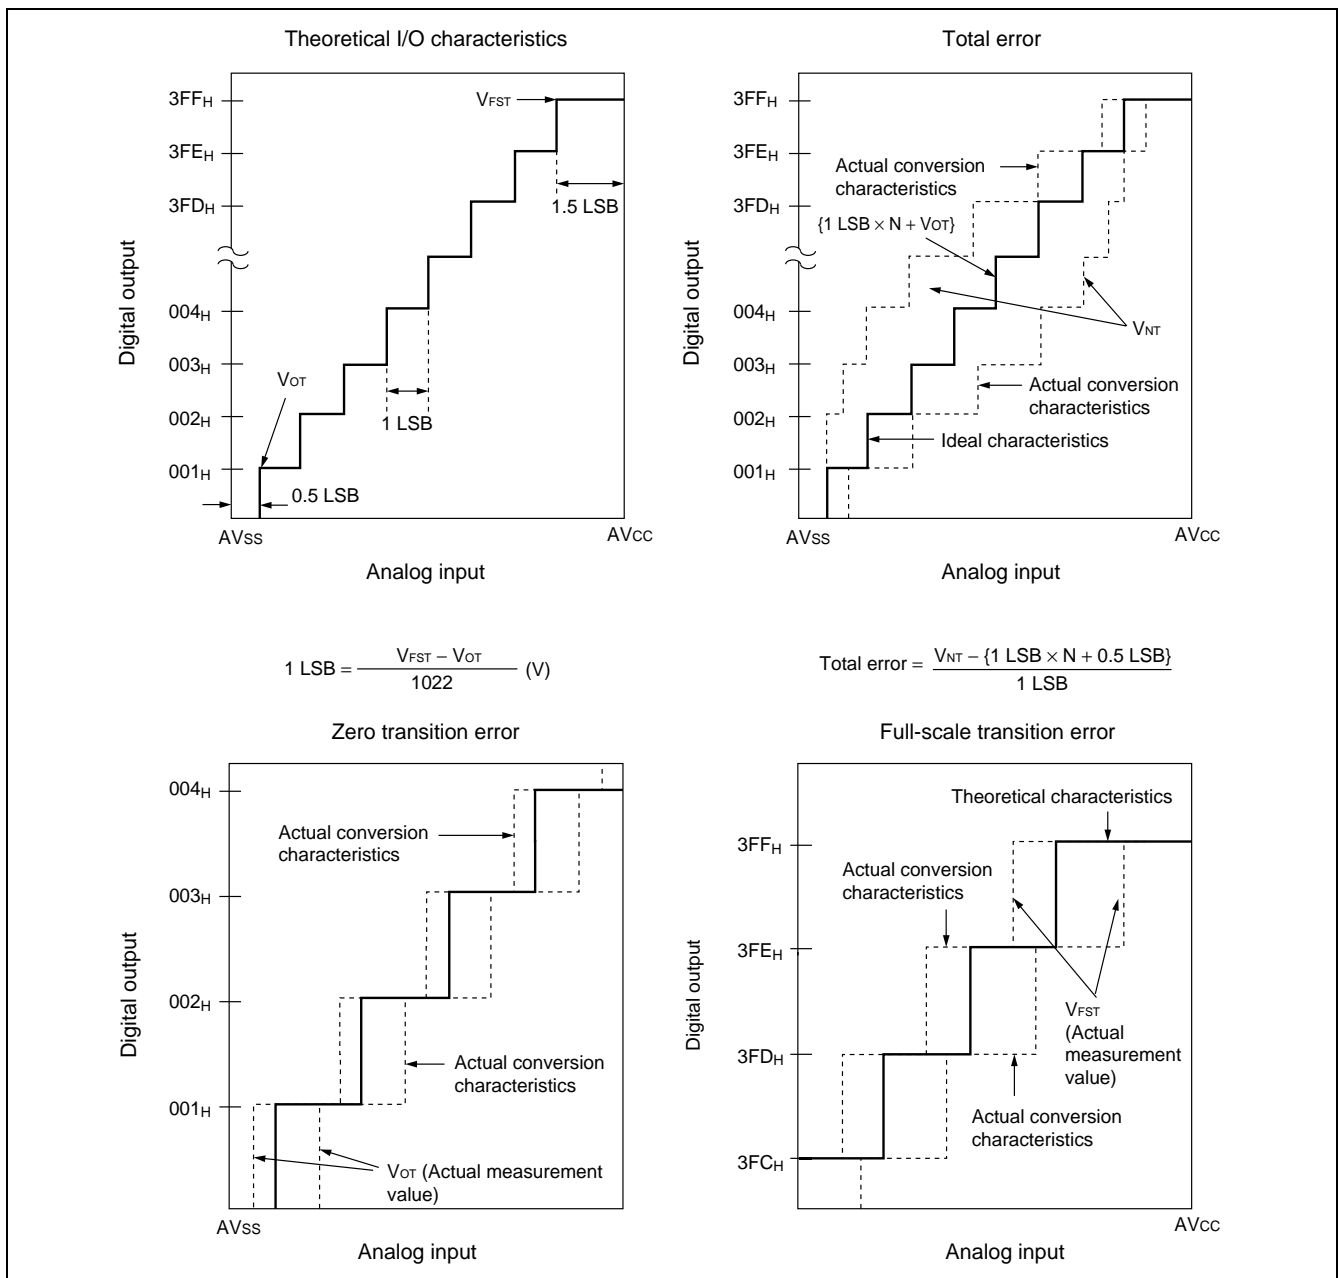 Theoretical I/O characteristics
3FFH
3FEH
3FDH
004H
003H
002H
001H
Digital output
VFST
1.5 LSB
1 LSB
VOT
0.5 LSB
AVSS
AVCC
Analog input
1 LSB = VFST – VOT / 1022 (V)
Total error
3FFH
3FEH
3FDH
004H
003H
002H
001H
Digital output
Actual conversion
characteristics
{1 LSB × N + VOT}
VNT
Actual conversion
characteristics
Ideal characteristics
AVSS
AVCC
Analog input
Total error = VNT – {1 LSB × N + 0.5 LSB} / 1 LSB
Zero transition error
004H
003H
002H
001H
Digital output
Actual conversion
characteristics
Actual conversion
characteristics
VOT (Actual measurement
value)
AVSS
Analog input
Full-scale transition error
3FFH
3FEH
3FDH
3FCH
Digital output
Theoretical characteristics
Actual conversion
characteristics
VFST
(Actual
measurement
value)
Actual conversion
characteristics
AVCC
Analog input